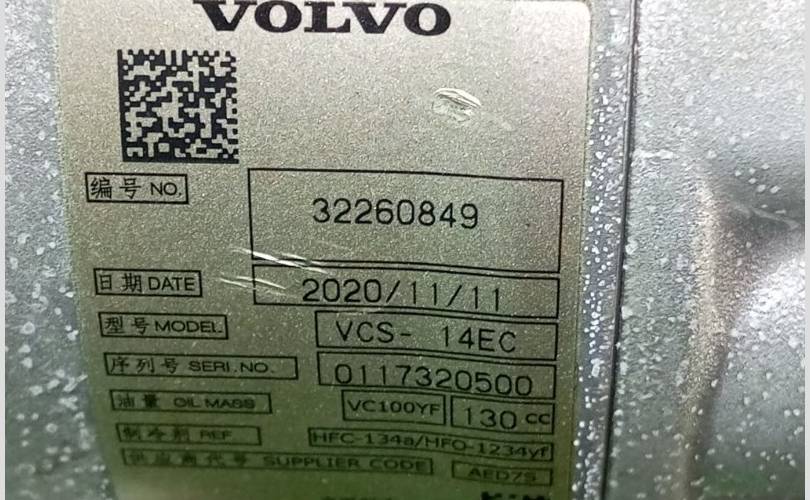 VOLVO
编号 NO. 32260849
日期 DATE 2020/11/11
型号 MODEL VCS- 14EC
序列号 SERI.NO. 0117320500
油量 OIL MASS VC100YF 130 CC
制冷剂 REF. HFC-134a/HFO-1234yf
供应商代号 SUPPLIER CODE AED7S